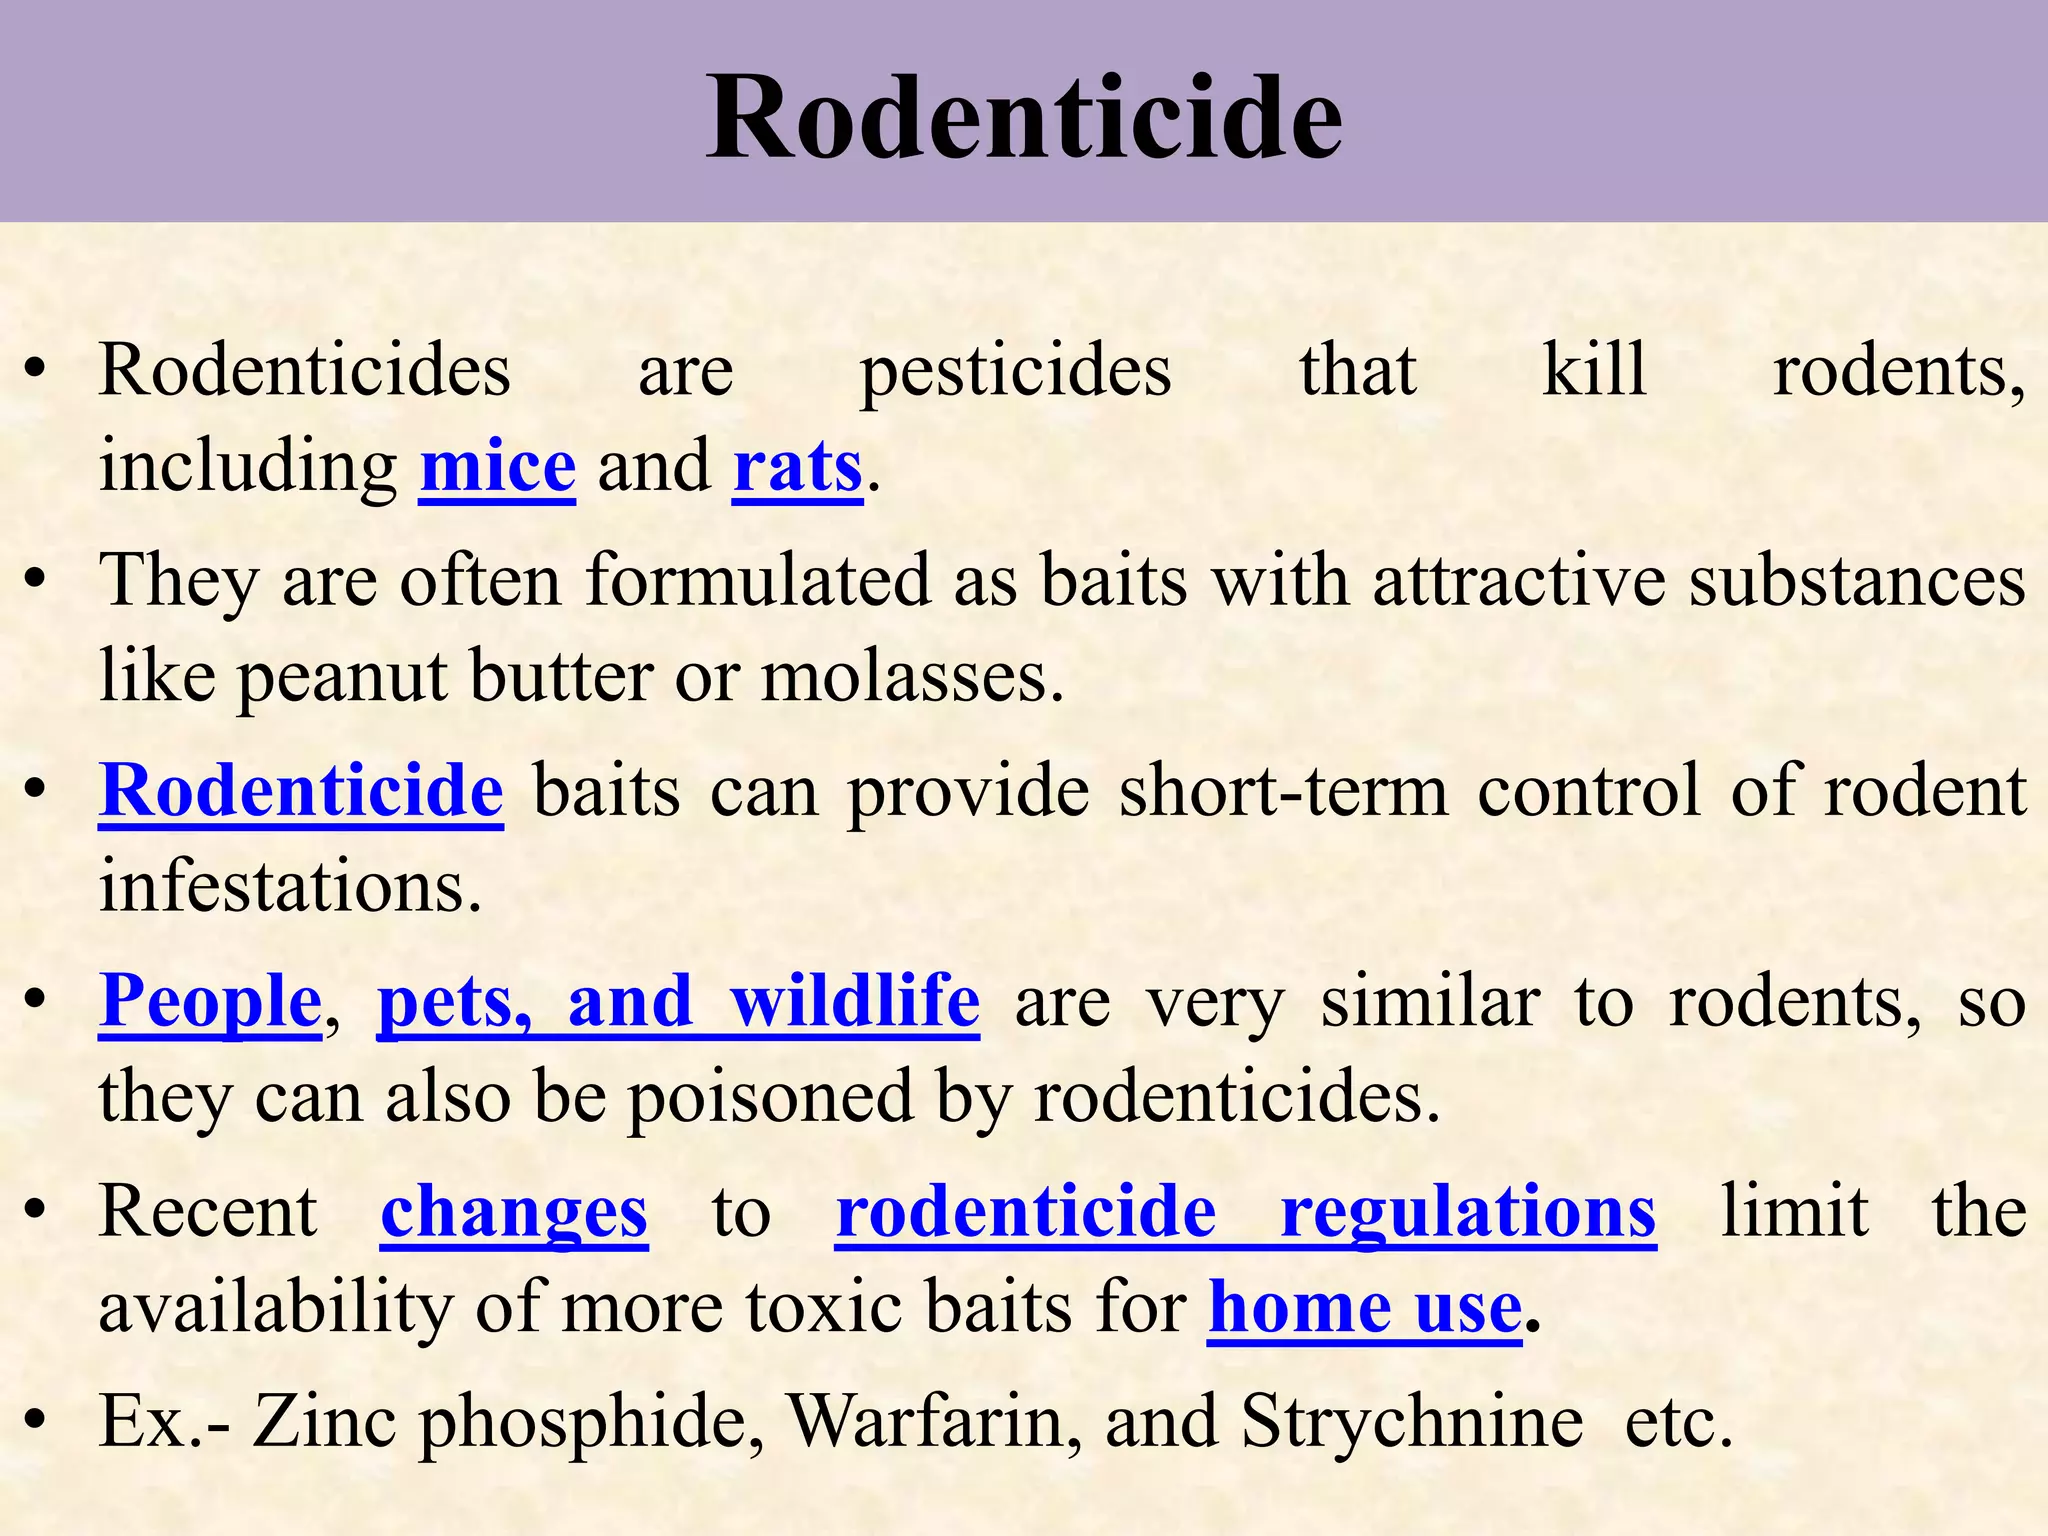 Rodenticide
• Rodenticides are pesticides that kill rodents,
including mice and rats.
• They are often formulated as baits with attractive substances
like peanut butter or molasses.
• Rodenticide baits can provide short-term control of rodent
infestations.
• People, pets, and wildlife are very similar to rodents, so
they can also be poisoned by rodenticides.
• Recent changes to rodenticide regulations limit the
availability of more toxic baits for home use.
• Ex.- Zinc phosphide, Warfarin, and Strychnine etc.